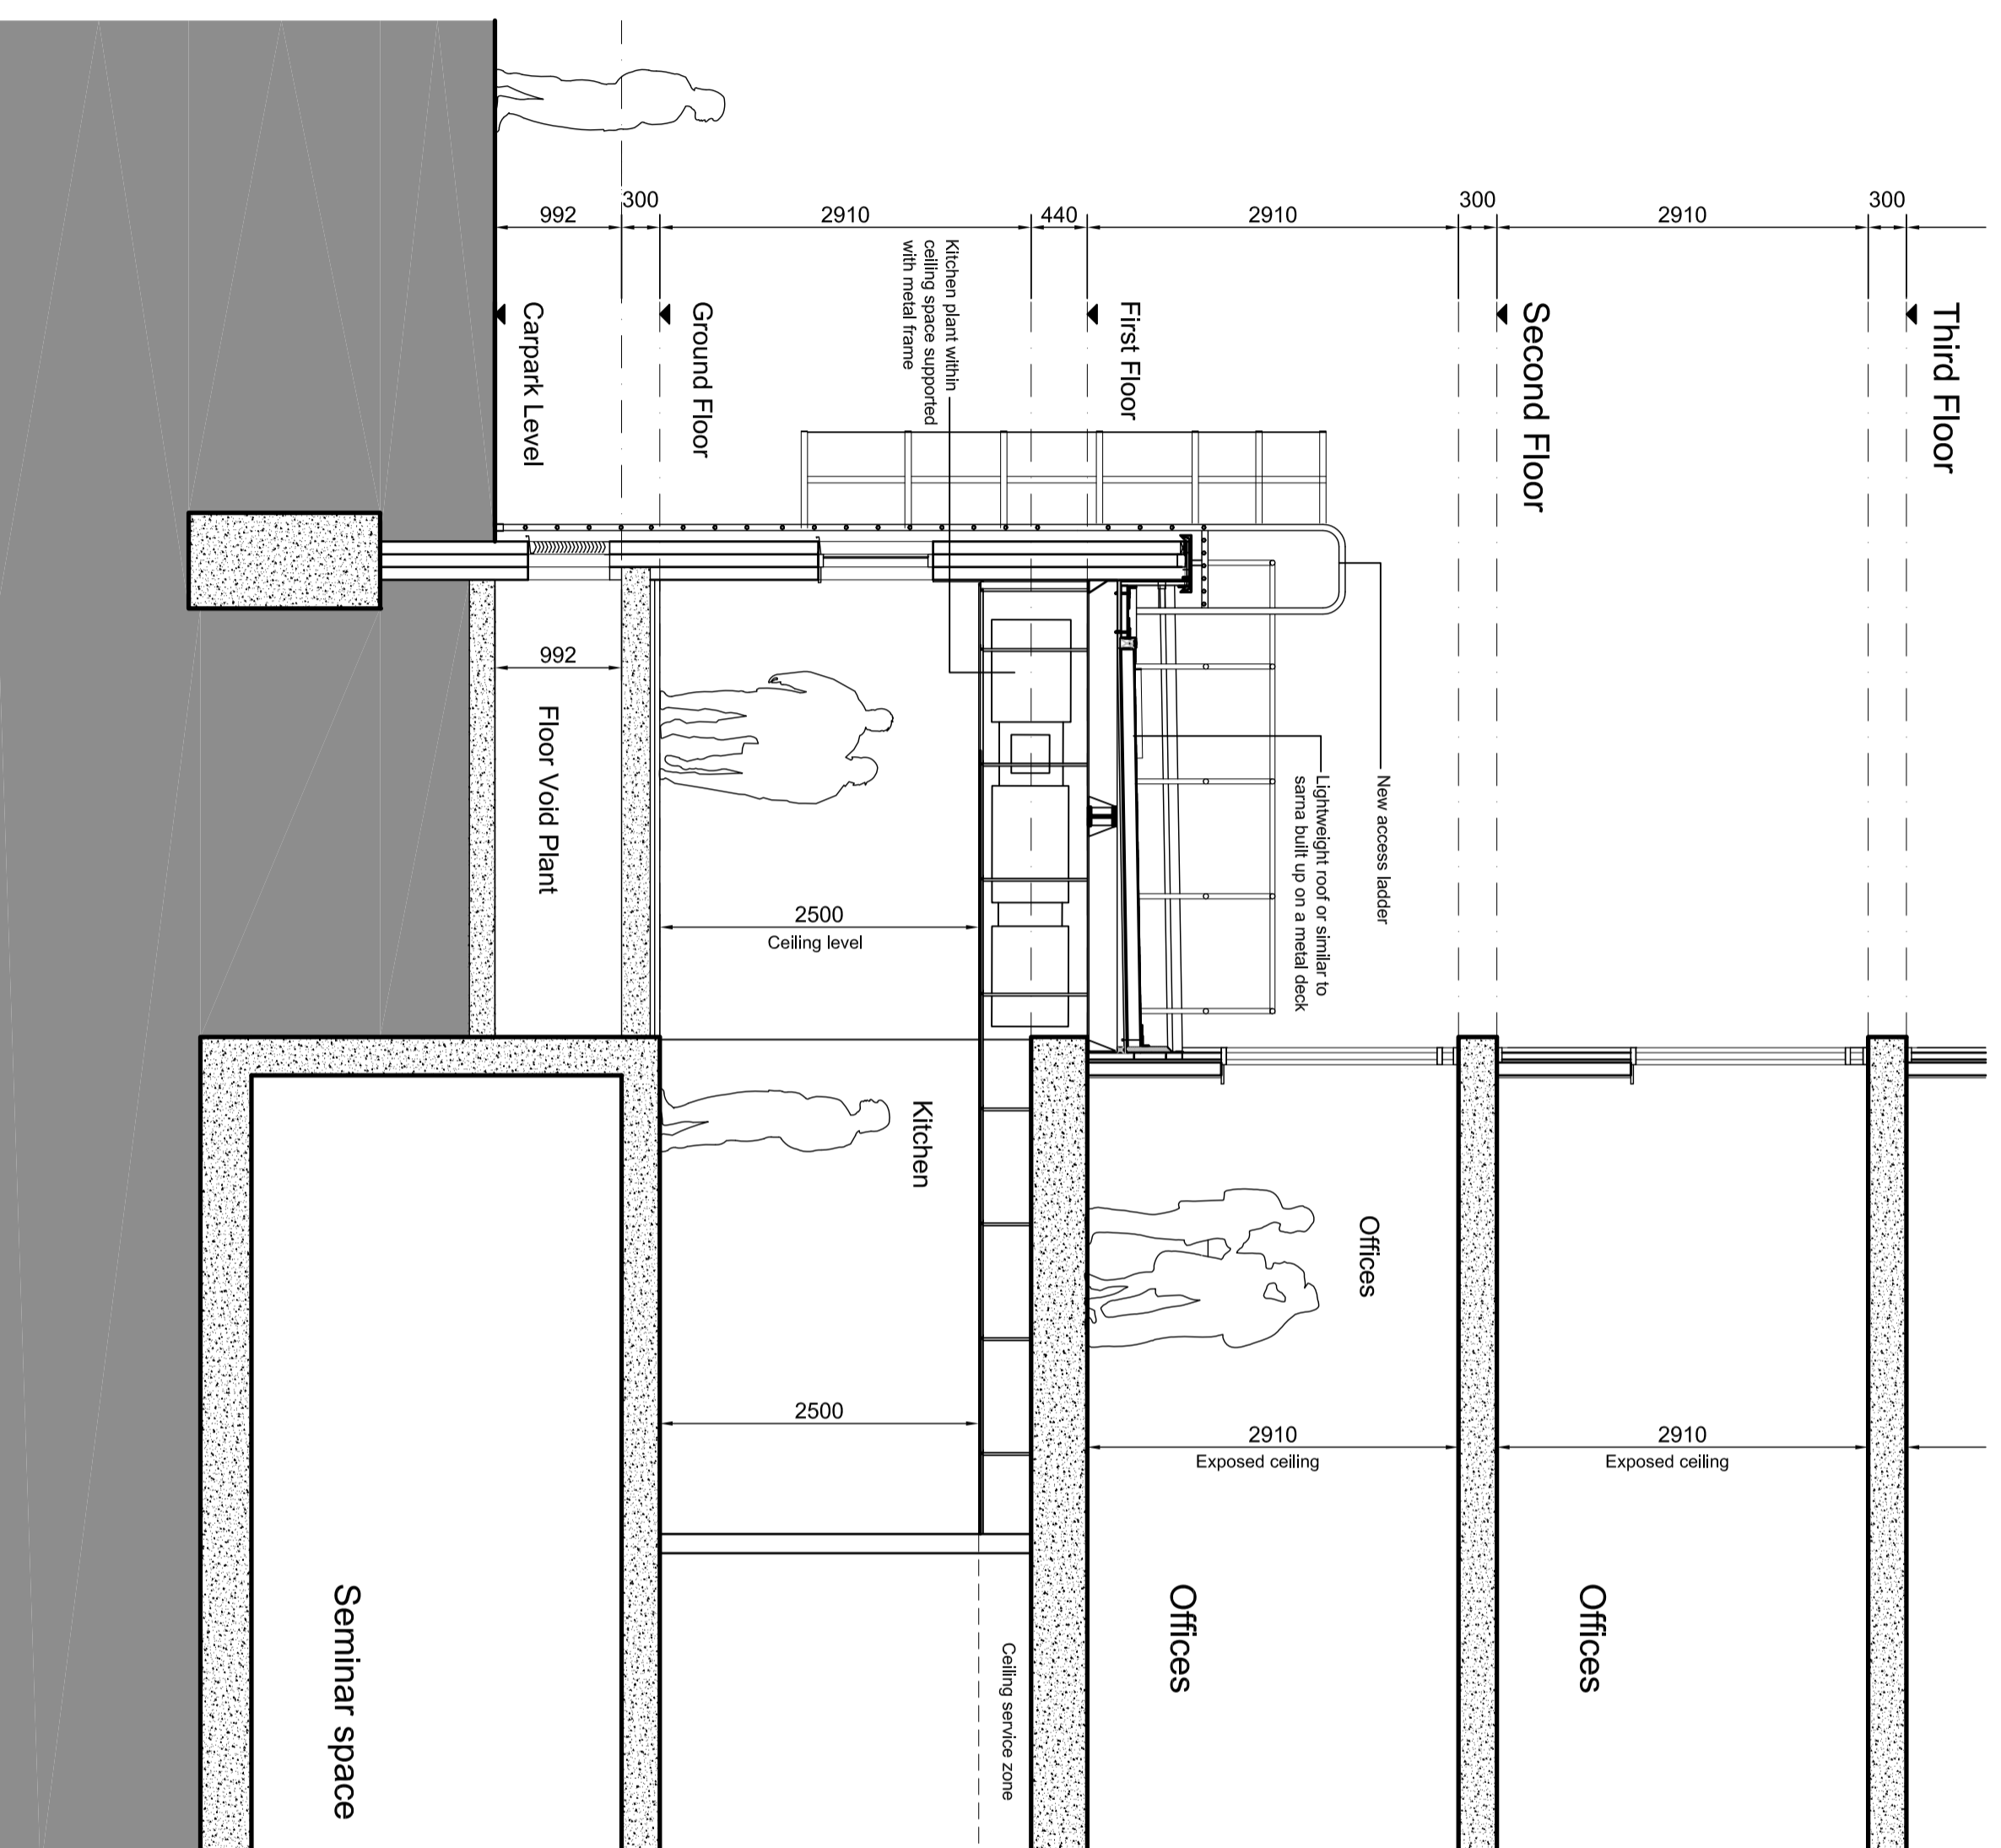 Third Floor
Second Floor
First Floor
Ground Floor
Carpark Level
300
2910
300
2910
440
2910
300
992
Kitchen plant within
ceiling space supported
with metal frame
New access ladder
Lightweight roof or similar to
sarna built up on a metal deck
992
Floor Void Plant
2500
Ceiling level
Kitchen
Offices
2500
2910
Exposed ceiling
2910
Exposed ceiling
Offices
Offices
Ceiling service zone
Seminar space